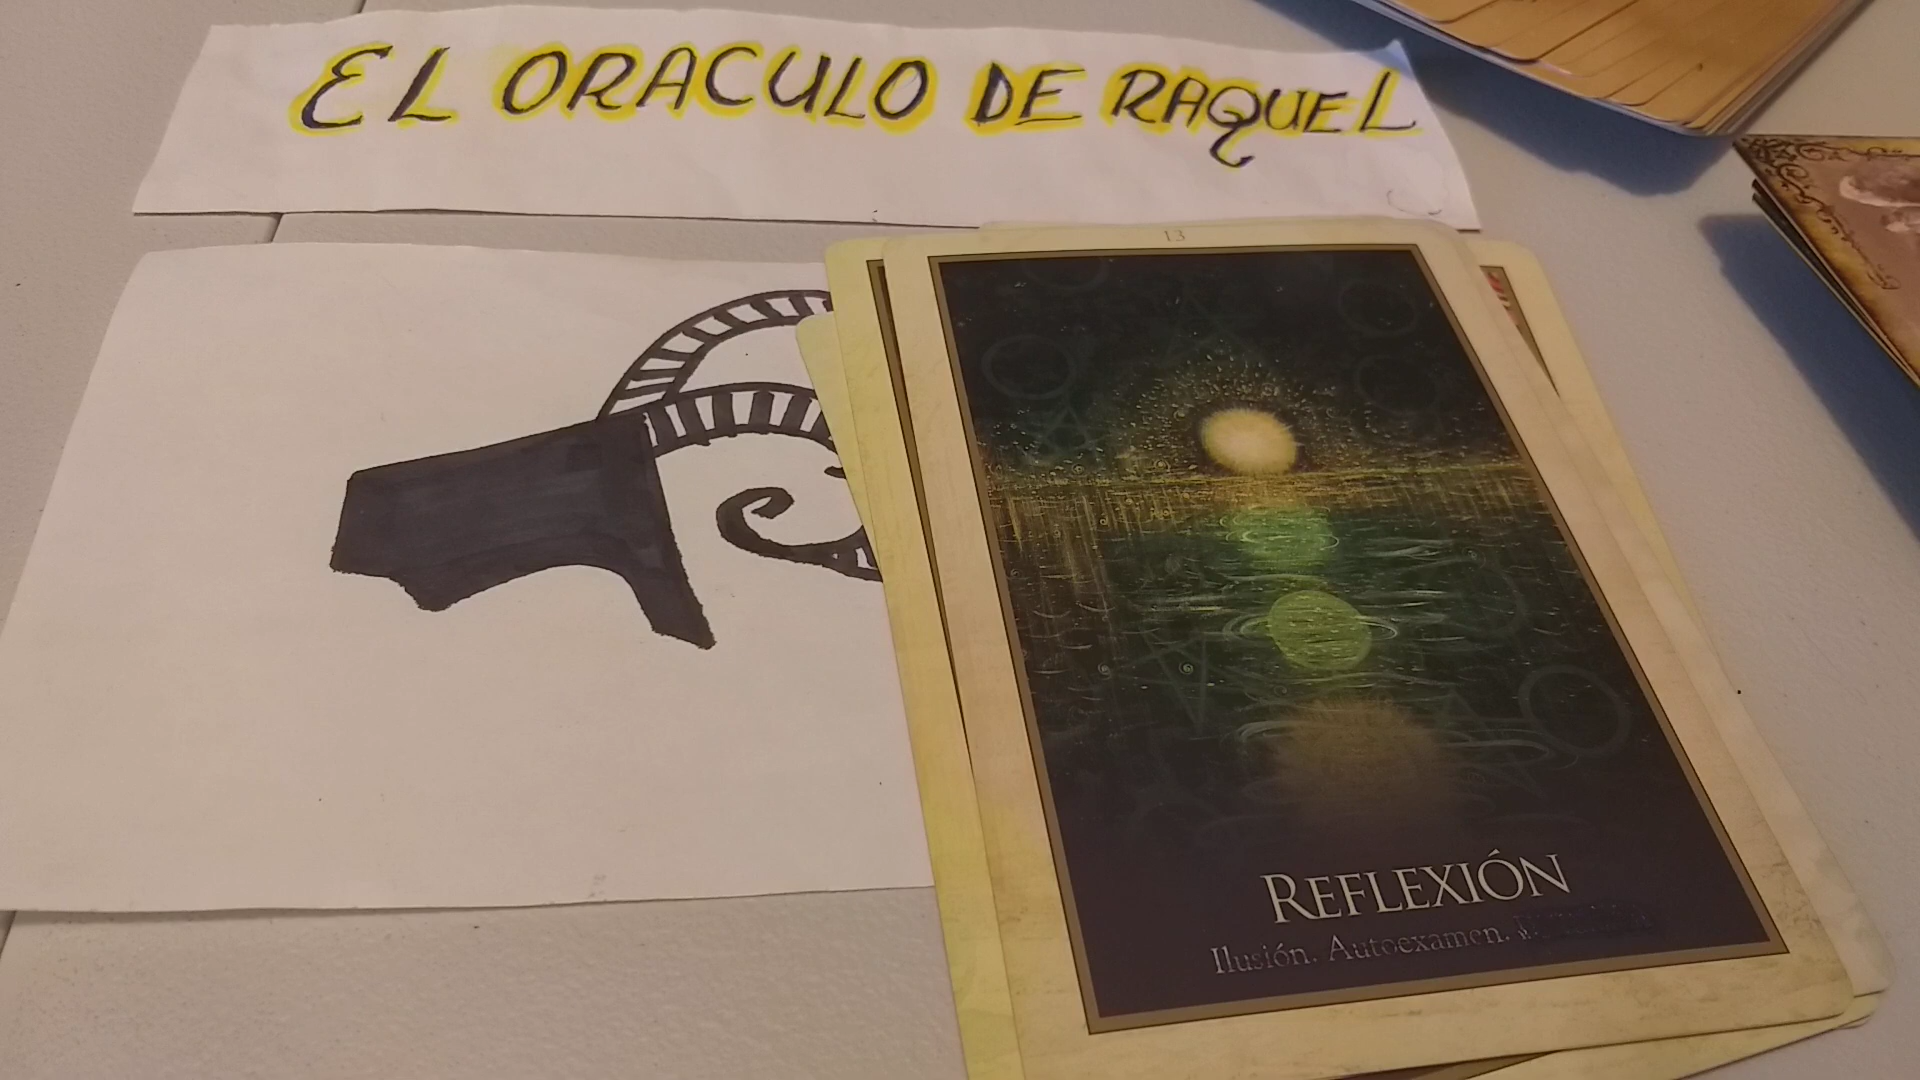 EL ORACULO DE RAQUEL
13
REFLEXIÓN
Ilusión. Autoexamen.